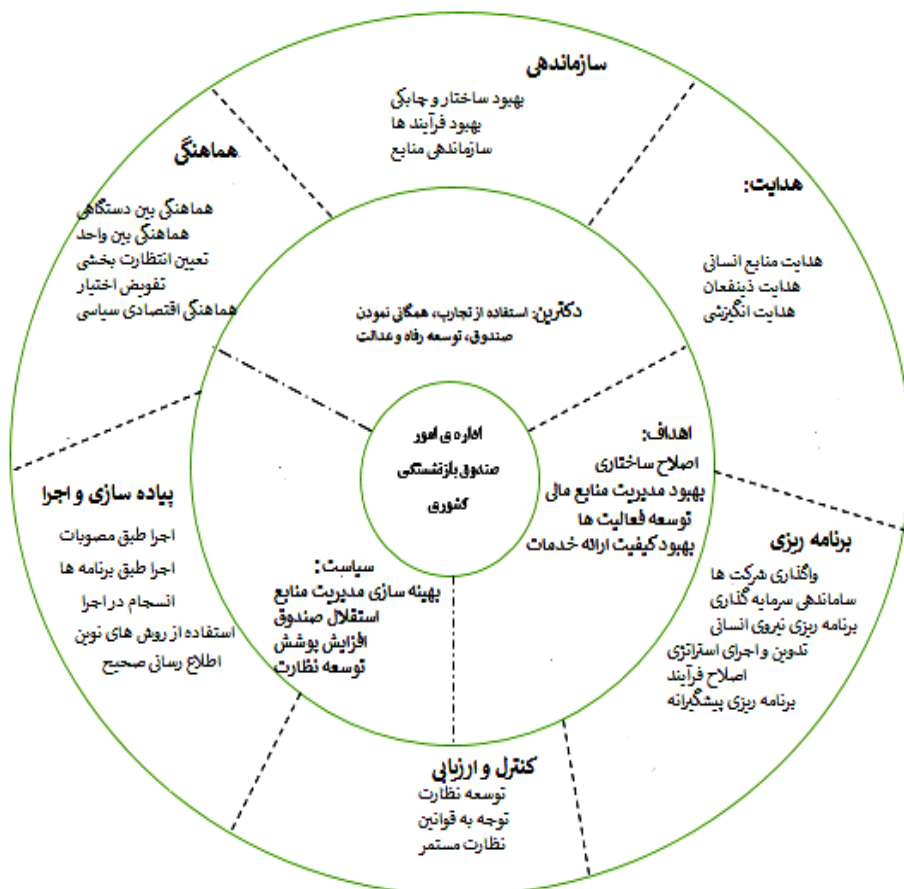 سازماندهی
بهبود ساختار و چابکی
بهبود فرآیند ها
سازماندهی منابع
هدایت:
هدایت منابع انسانی
هدایت ذینفعان
هدایت انگیزشی
برنامه ریزی
واگذاری شرکت ها
ساماندهی سرمایه گذاری
برنامه ریزی نیروی انسانی
تدوین و اجرای استراتژی
اصلاح فرآیند
برنامه ریزی پیشگیرانه
کنترل و ارزیابی
توسعه نظارت
توجه به قوانین
نظارت مستمر
پیاده سازی و اجرا
اجرا طبق مصوبات
اجرا طبق برنامه ها
انسجام در اجرا
استفاده از روش های نوین
اطلاع رسانی صحیح
هماهنگی
هماهنگی بین دستگاهی
هماهنگی بین واحد
تعیین انتظارت بخشی
تفویض اختیار
هماهنگی اقتصادی سیاسی
دکترین: استفاده از تجارب، همگانی نمودن
صندوق، توسعه رفاه و عدالت
اهداف:
اصلاح ساختاری
بهبود مدیریت منابع مالی
توسعه فعالیت ها
بهبود کیفیت ارائه خدمات
سیاست:
بهینه سازی مدیریت منابع
استقلال صندوق
افزایش پوشش
توسعه نظارت
اداره ی امور
صندوق بازنشستگی
کشوری